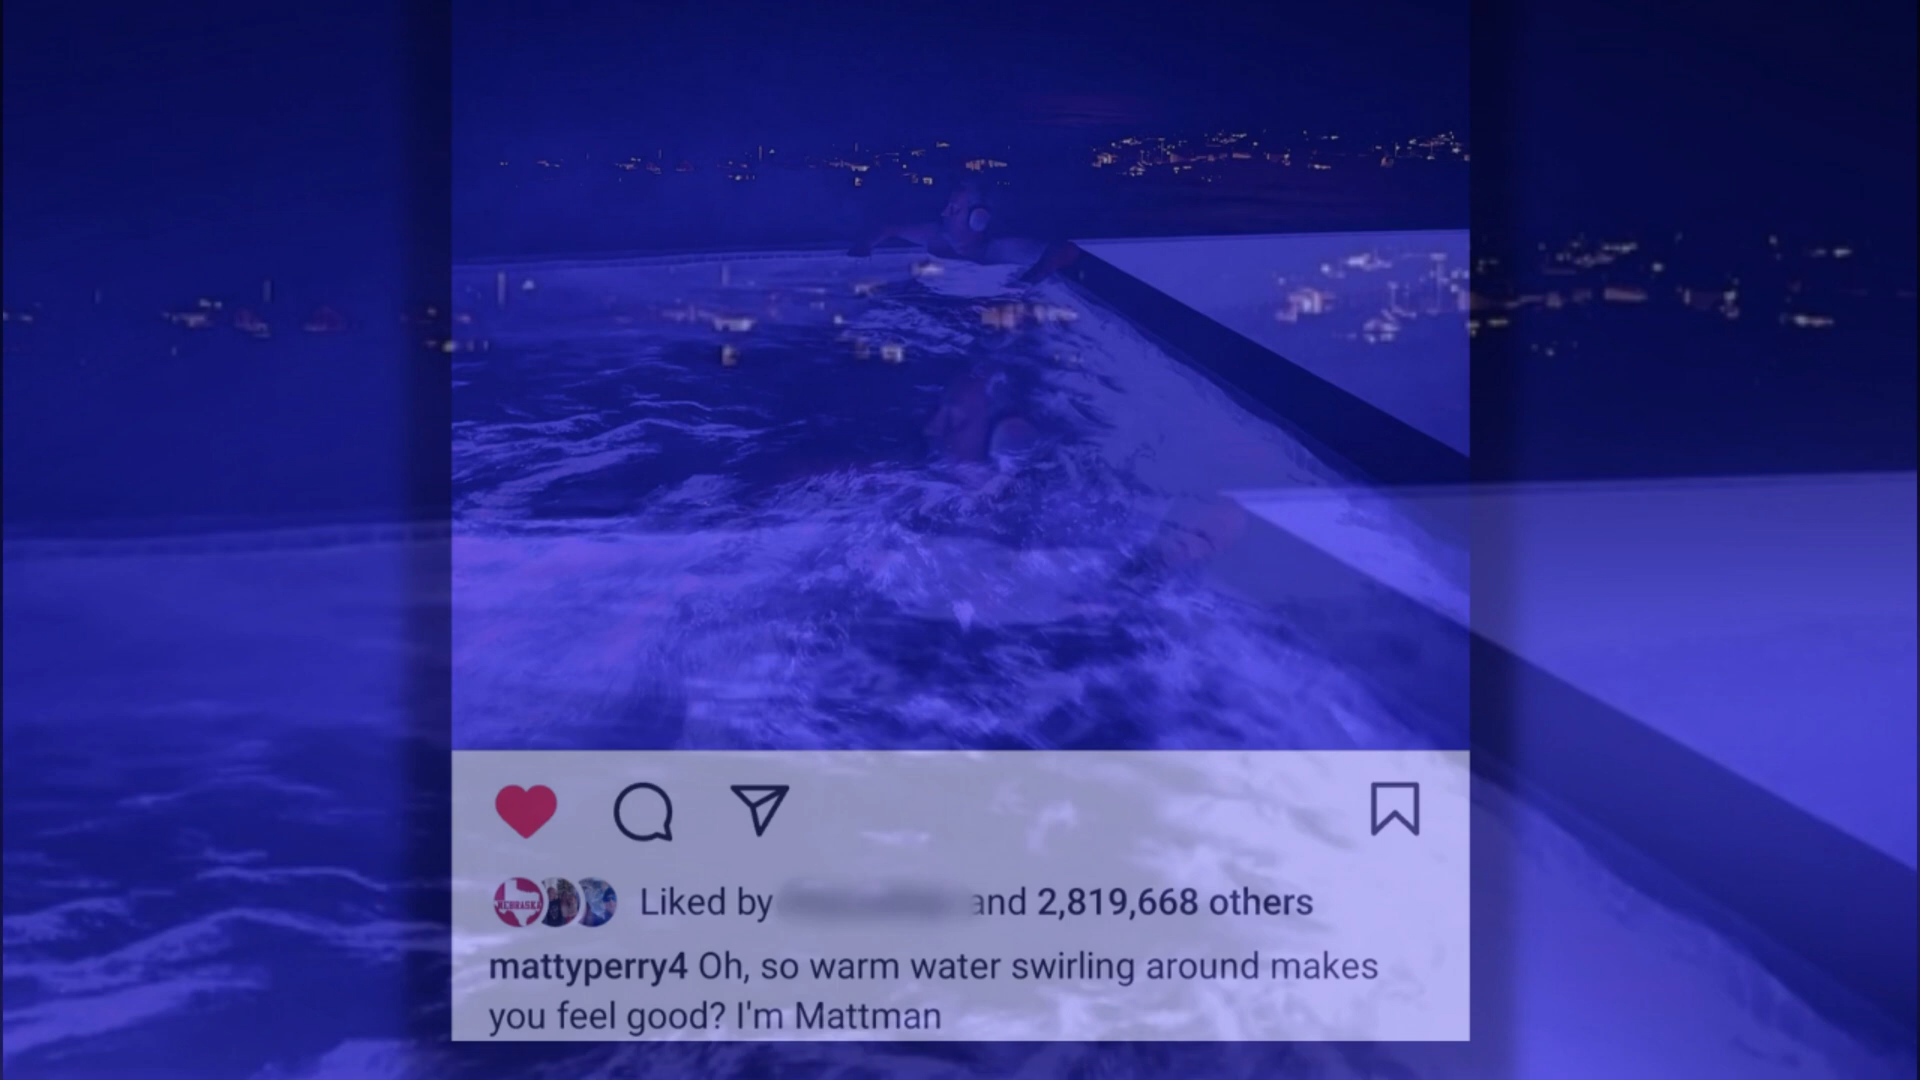 NEBRASKA
Liked by and 2,819,668 others
mattyperry4 Oh, so warm water swirling around makes
you feel good? I'm Mattman